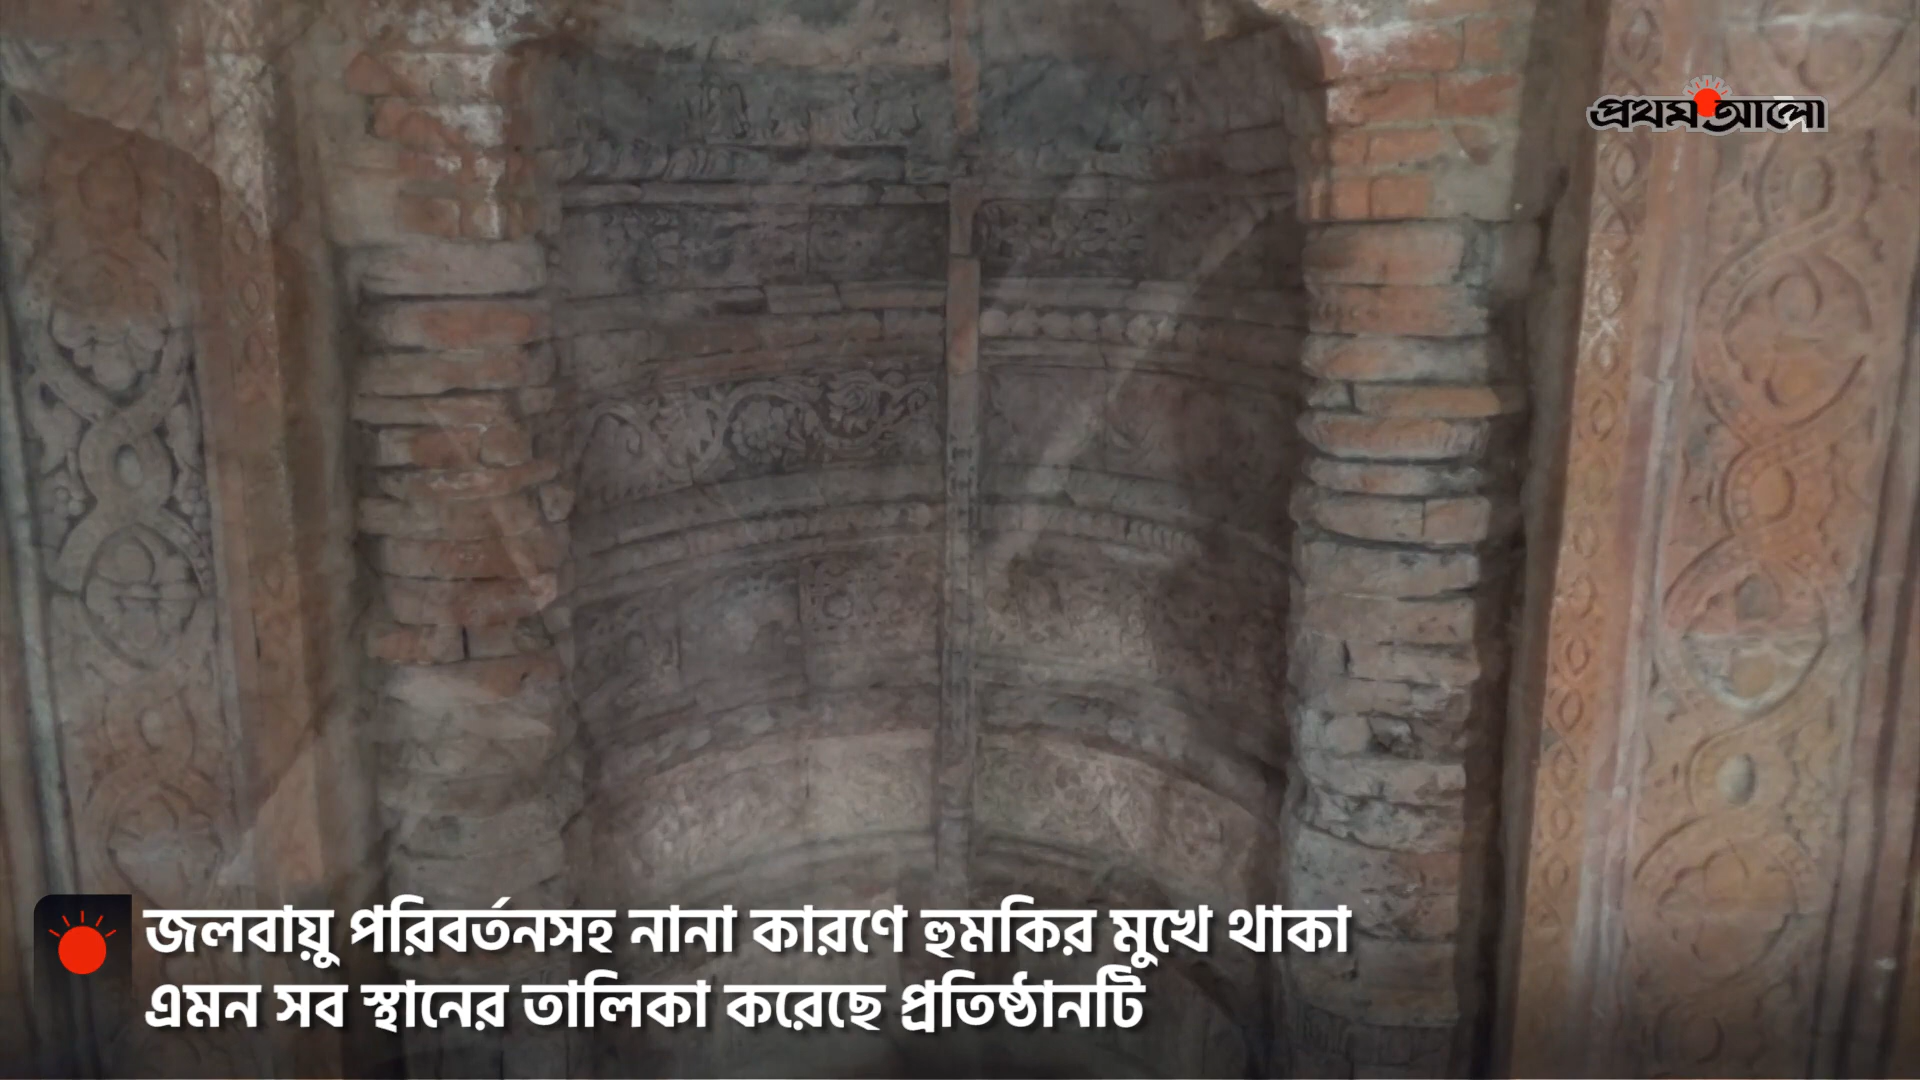 প্রথম আলো
জলবায়ু পরিবর্তনসহ নানা কারণে হুমকির মুখে থাকা
এমন সব স্থানের তালিকা করেছে প্রতিষ্ঠানটি